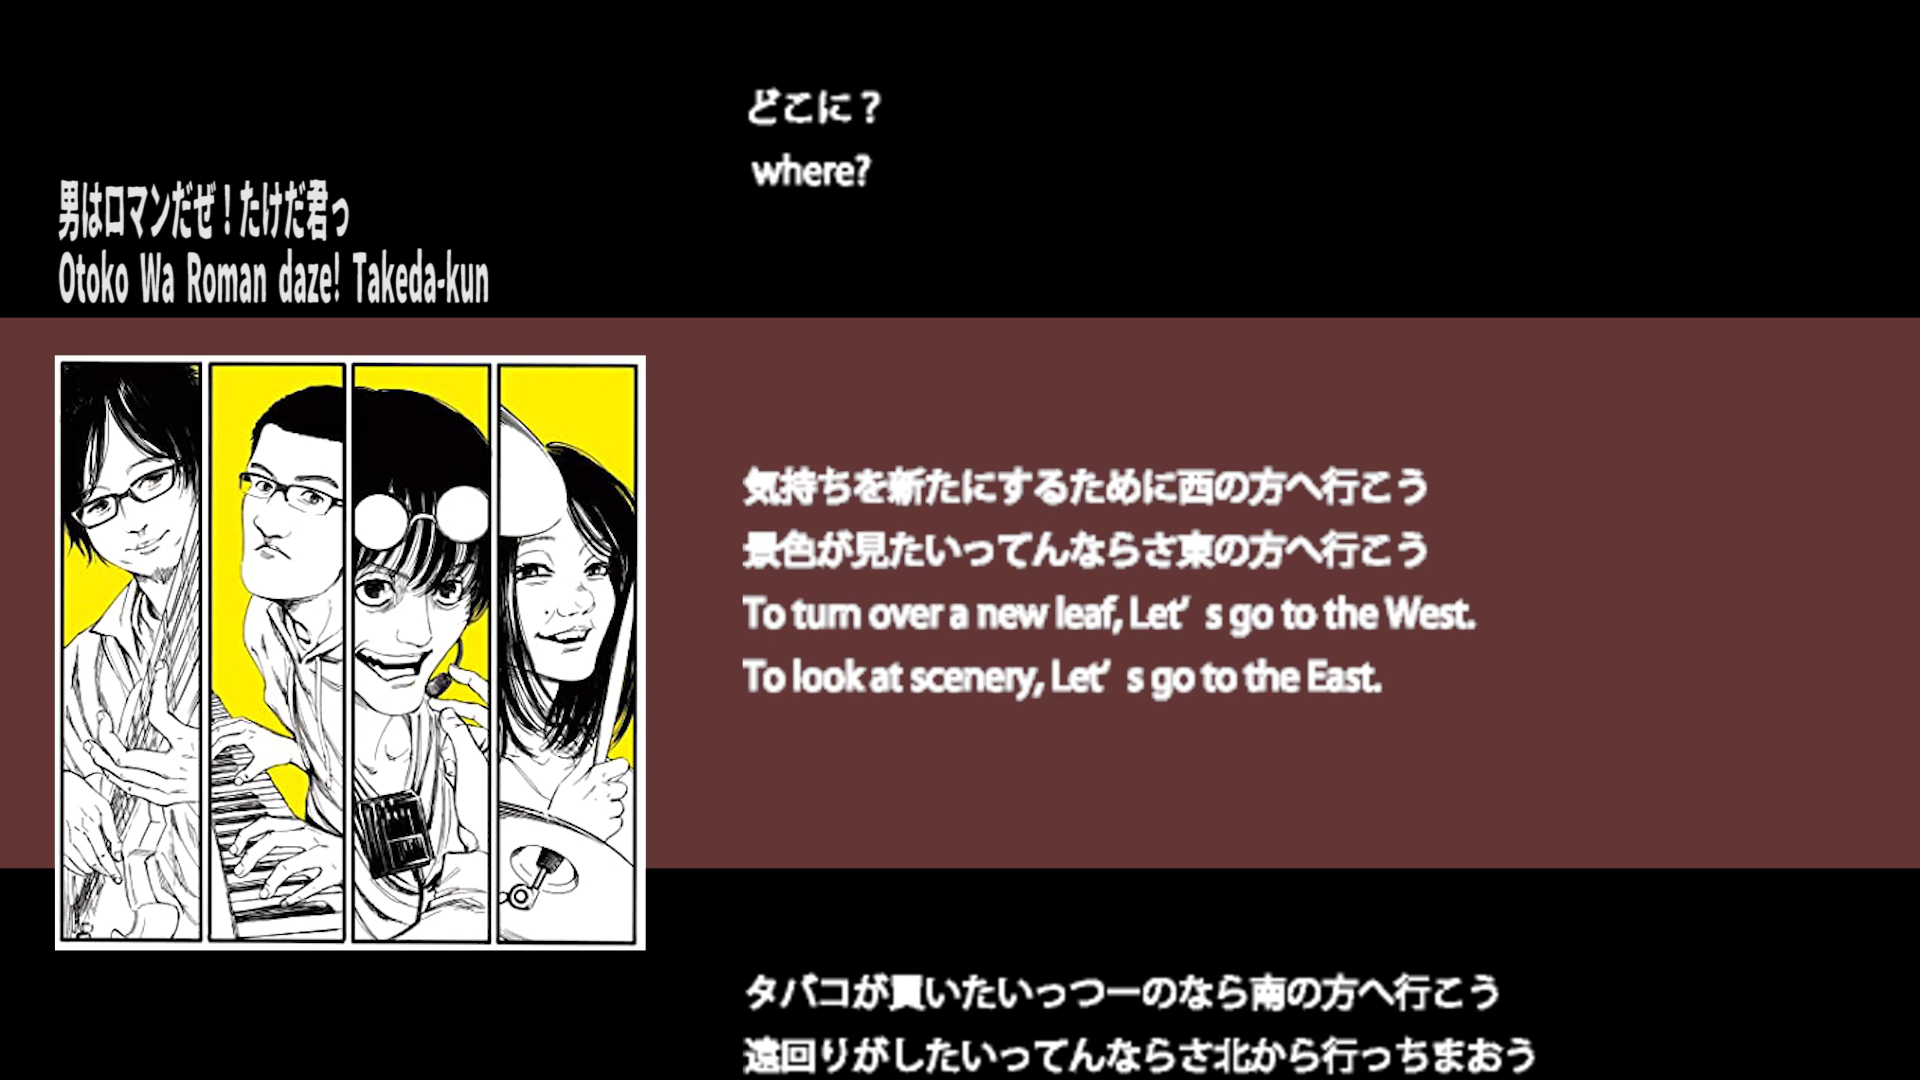 どこに？
where?
男はロマンだぜ！たけだ君っ
Otoko Wa Roman daze! Takeda-kun
気持ちを新たにするために西の方へ行こう
景色が見たいってんならさ東の方へ行こう
To turn over a new leaf, Let’s go to the West.
To look at scenery, Let’s go to the East.
タバコが買いたいっつーのなら南の方へ行こう
遠回りがしたいってんならさ北から行っちまおう